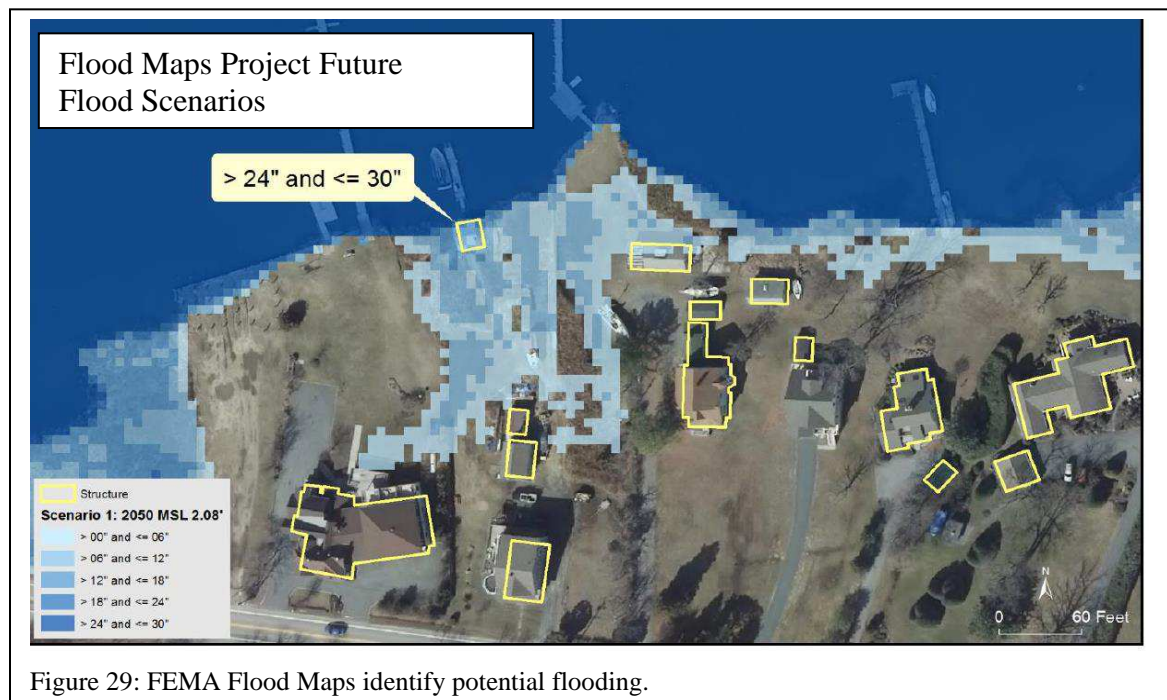 Flood Maps Project Future
Flood Scenarios
> 24" and <= 30"
Structure
Scenario 1: 2050 MSL 2.08'
> 00" and <= 06"
> 06" and <= 12"
> 12" and <= 18"
> 18" and <= 24"
> 24" and <= 30"
N
0 60 Feet
Figure 29: FEMA Flood Maps identify potential flooding.